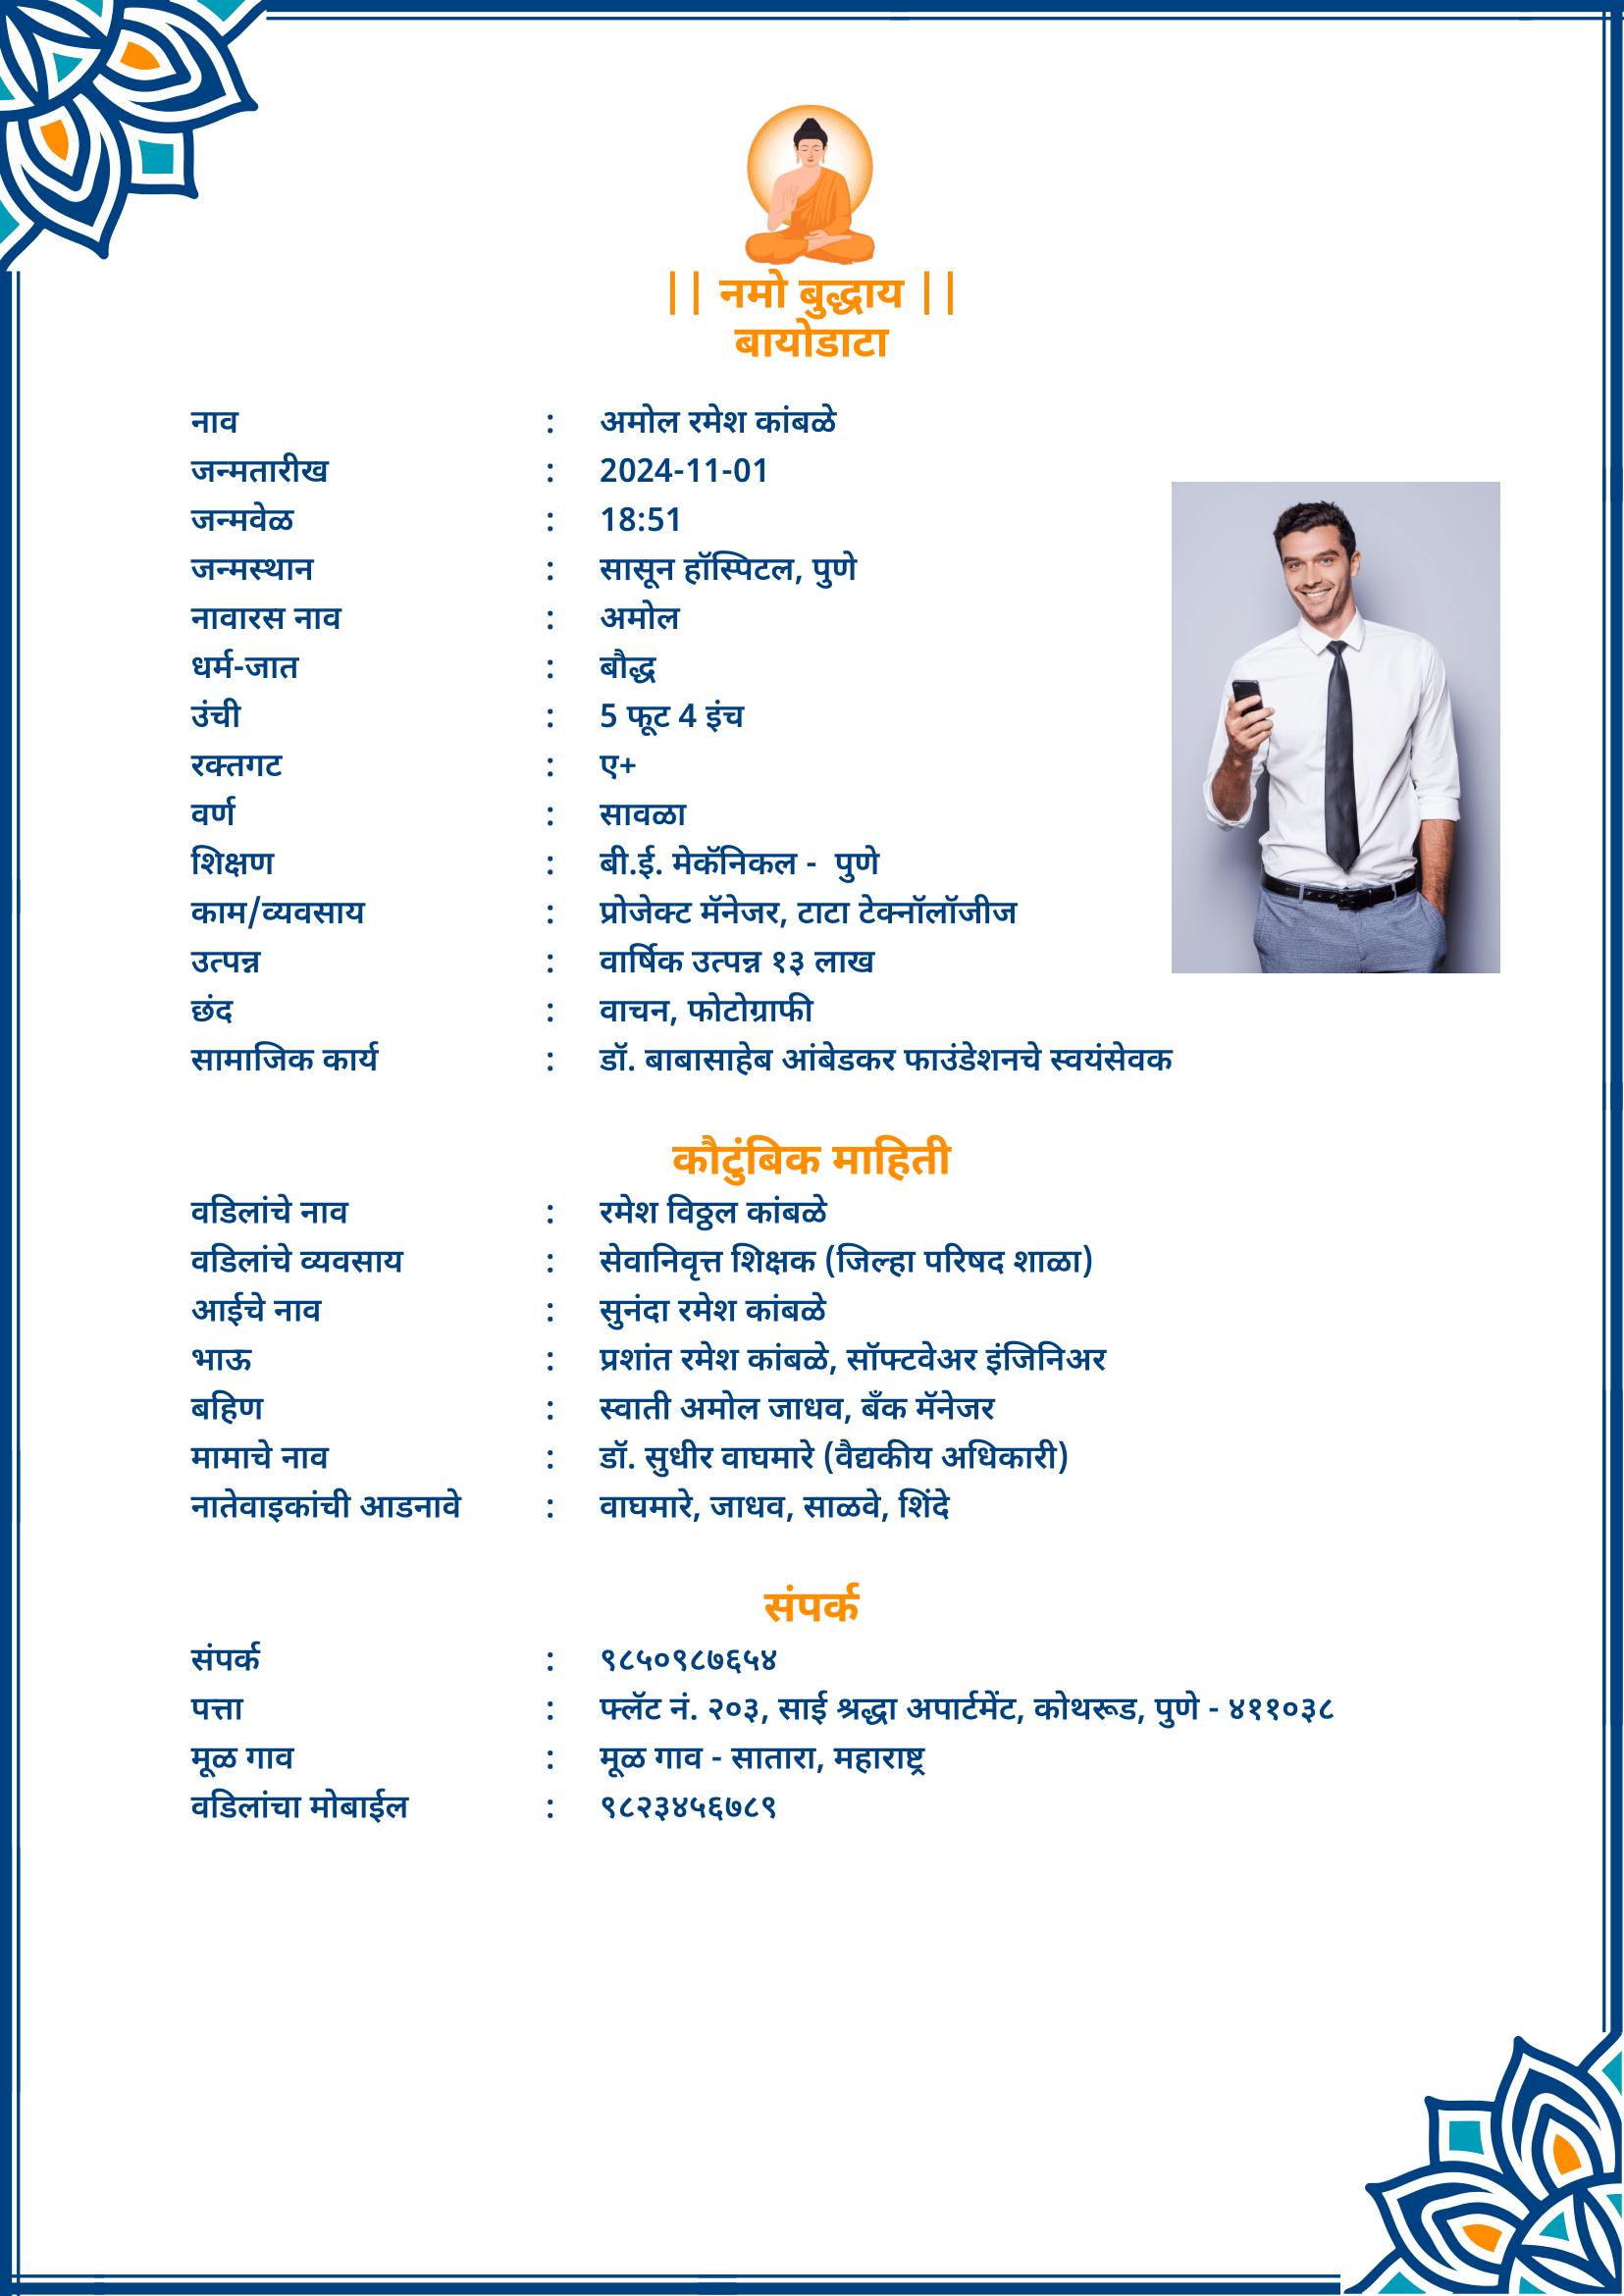 || नमो बुद्धाय ||
बायोडाटा
नाव : अमोल रमेश कांबळे
जन्मतारीख : 2024-11-01
जन्मवेळ : 18:51
जन्मस्थान : सासून हॉस्पिटल, पुणे
नावारस नाव : अमोल
धर्म-जात : बौद्ध
उंची : 5 फूट 4 इंच
रक्तगट : ए+
वर्ण : सावळा
शिक्षण : बी.ई. मेकॅनिकल - पुणे
काम/व्यवसाय : प्रोजेक्ट मॅनेजर, टाटा टेक्नॉलॉजीज
उत्पन्न : वार्षिक उत्पन्न १३ लाख
छंद : वाचन, फोटोग्राफी
सामाजिक कार्य : डॉ. बाबासाहेब आंबेडकर फाउंडेशनचे स्वयंसेवक
कौटुंबिक माहिती
वडिलांचे नाव : रमेश विठ्ठल कांबळे
वडिलांचे व्यवसाय : सेवानिवृत्त शिक्षक (जिल्हा परिषद शाळा)
आईचे नाव : सुनंदा रमेश कांबळे
भाऊ : प्रशांत रमेश कांबळे, सॉफ्टवेअर इंजिनिअर
बहिण : स्वाती अमोल जाधव, बँक मॅनेजर
मामाचे नाव : डॉ. सुधीर वाघमारे (वैद्यकीय अधिकारी)
नातेवाइकांची आडनावे : वाघमारे, जाधव, साळवे, शिंदे
संपर्क
संपर्क : ९८५०९८७६५४
पत्ता : फ्लॅट नं. २०३, साई श्रद्धा अपार्टमेंट, कोथरूड, पुणे - ४११०३८
मूळ गाव : मूळ गाव - सातारा, महाराष्ट्र
वडिलांचा मोबाईल : ९८२३४५६७८९